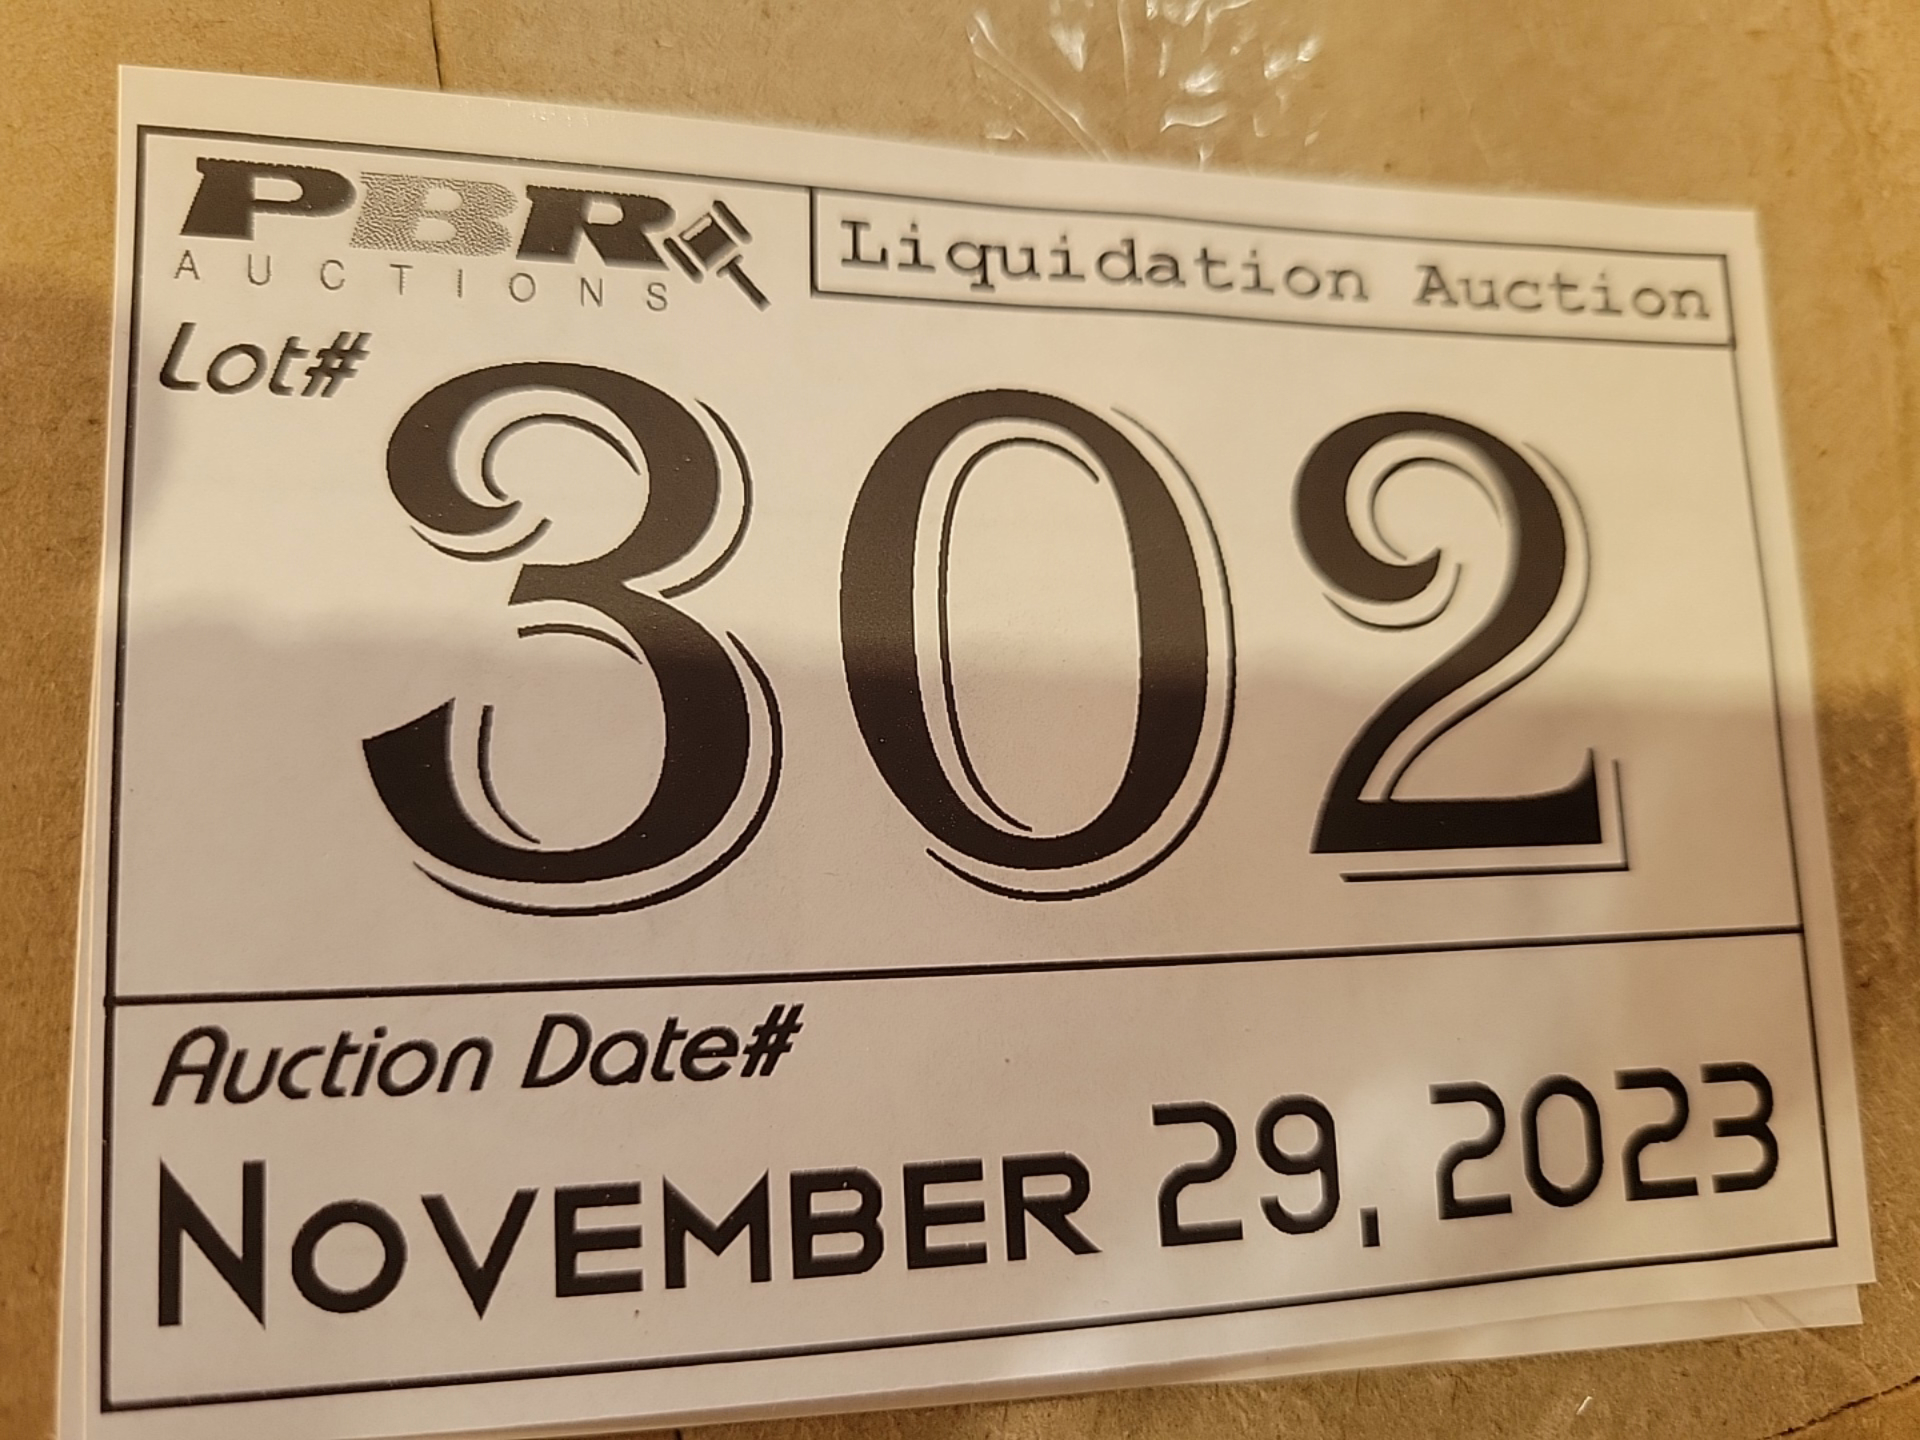 PBR
AUCTIONS
Liquidation Auction
Lot#
302
Auction Date#
NOVEMBER 29, 2023